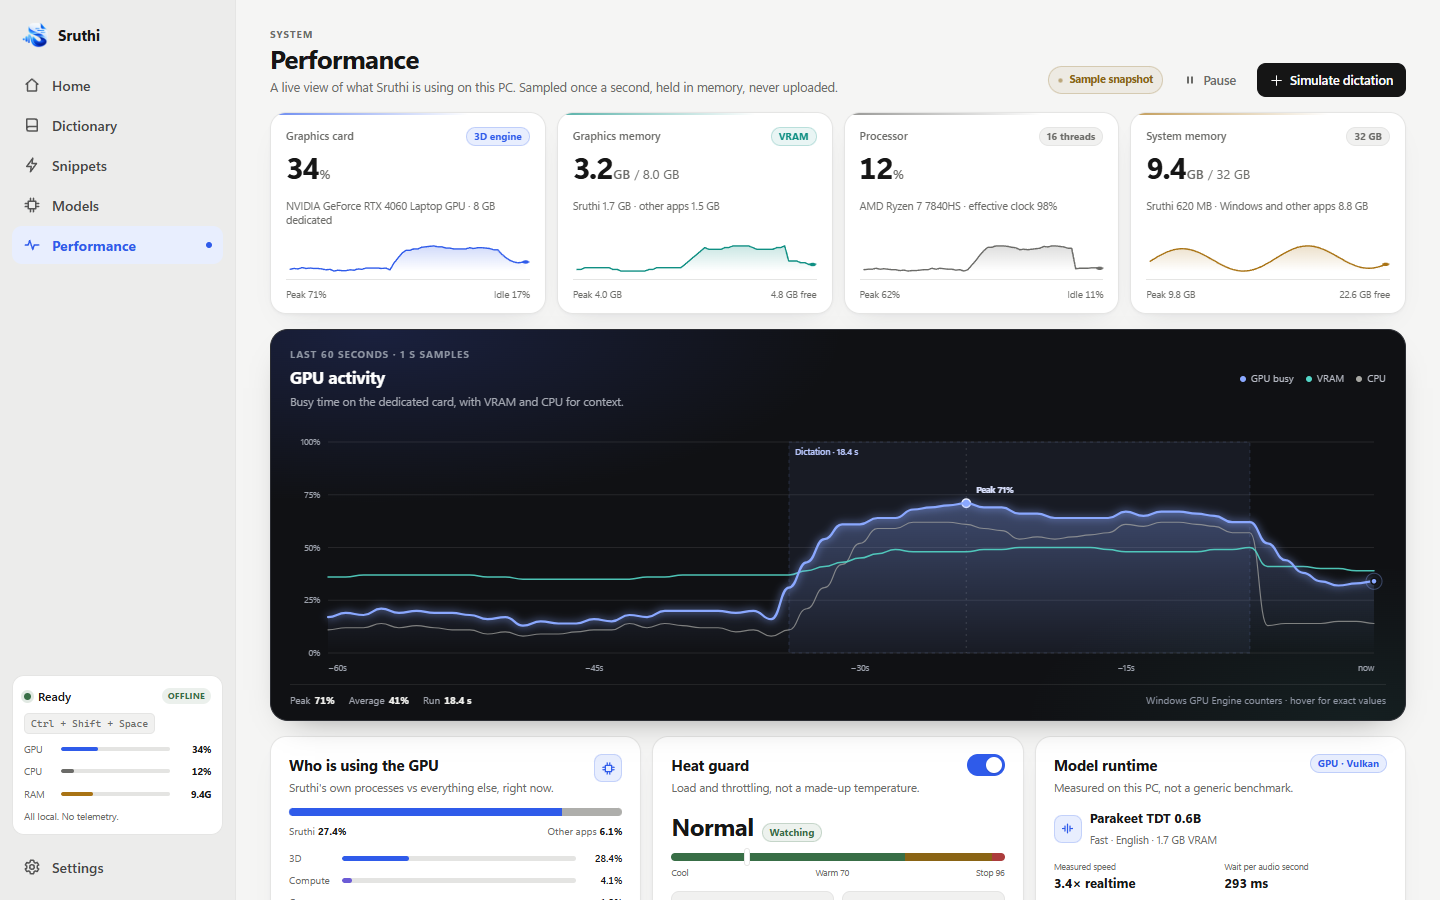 Sruthi
Home
Dictionary
Snippets
Models
Performance
Ready
OFFLINE
Ctrl + Shift + Space
GPU 34%
CPU 12%
RAM 9.4G
All local. No telemetry.
Settings
SYSTEM
Performance
A live view of what Sruthi is using on this PC. Sampled once a second, held in memory, never uploaded.
Sample snapshot
Pause
Simulate dictation
Graphics card
3D engine
34%
NVIDIA GeForce RTX 4060 Laptop GPU · 8 GB
dedicated
Peak 71%
Idle 17%
Graphics memory
VRAM
3.2GB / 8.0 GB
Sruthi 1.7 GB · other apps 1.5 GB
Peak 4.0 GB
4.8 GB free
Processor
16 threads
12%
AMD Ryzen 7 7840HS · effective clock 98%
Peak 62%
Idle 11%
System memory
32 GB
9.4GB / 32 GB
Sruthi 620 MB · Windows and other apps 8.8 GB
Peak 9.8 GB
22.6 GB free
LAST 60 SECONDS · 1 S SAMPLES
GPU activity
Busy time on the dedicated card, with VRAM and CPU for context.
GPU busy
VRAM
CPU
100%
75%
50%
25%
0%
Dictation · 18.4 s
Peak 71%
−60s
−45s
−30s
−15s
now
Peak 71%
Average 41%
Run 18.4 s
Windows GPU Engine counters · hover for exact values
Who is using the GPU
Sruthi's own processes vs everything else, right now.
Sruthi 27.4%
Other apps 6.1%
3D 28.4%
Compute 4.1%
Heat guard
Load and throttling, not a made-up temperature.
Normal
Watching
Cool
Warm 70
Stop 96
Model runtime
GPU · Vulkan
Measured on this PC, not a generic benchmark.
Parakeet TDT 0.6B
Fast · English · 1.7 GB VRAM
Measured speed
3.4× realtime
Wait per audio second
293 ms